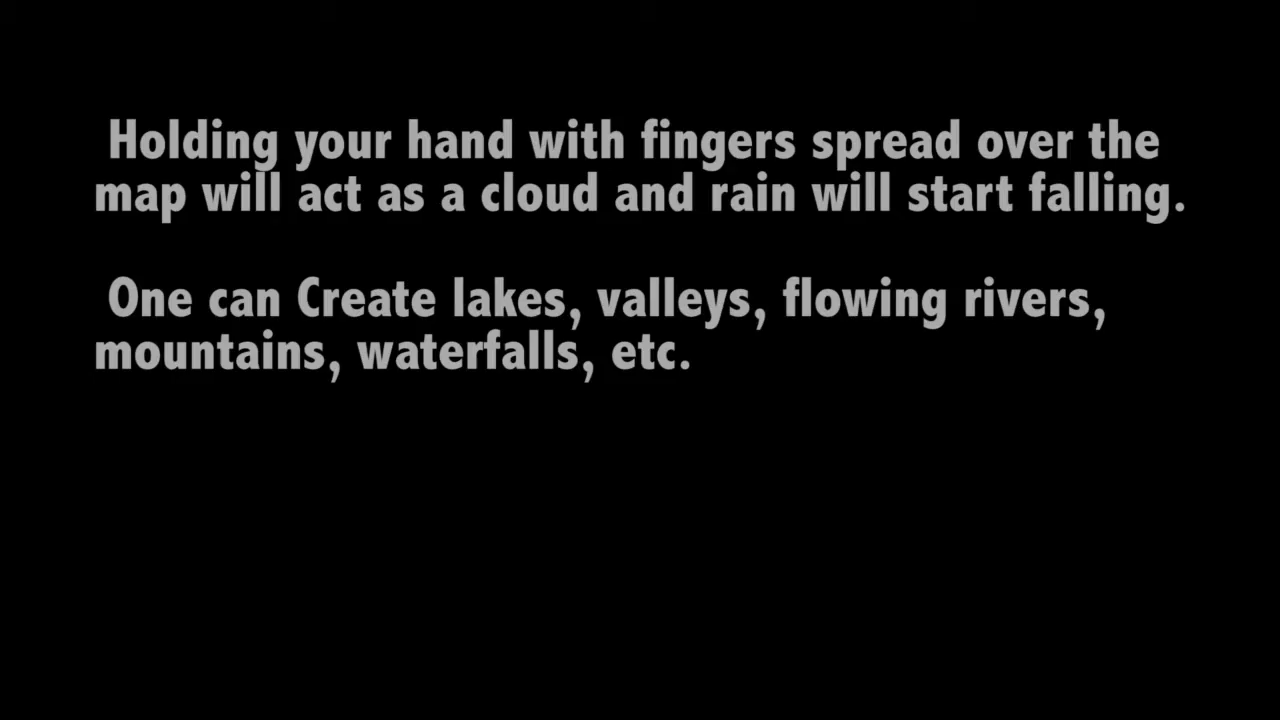 Holding your hand with fingers spread over the
map will act as a cloud and rain will start falling.
One can Create lakes, valleys, flowing rivers,
mountains, waterfalls, etc.